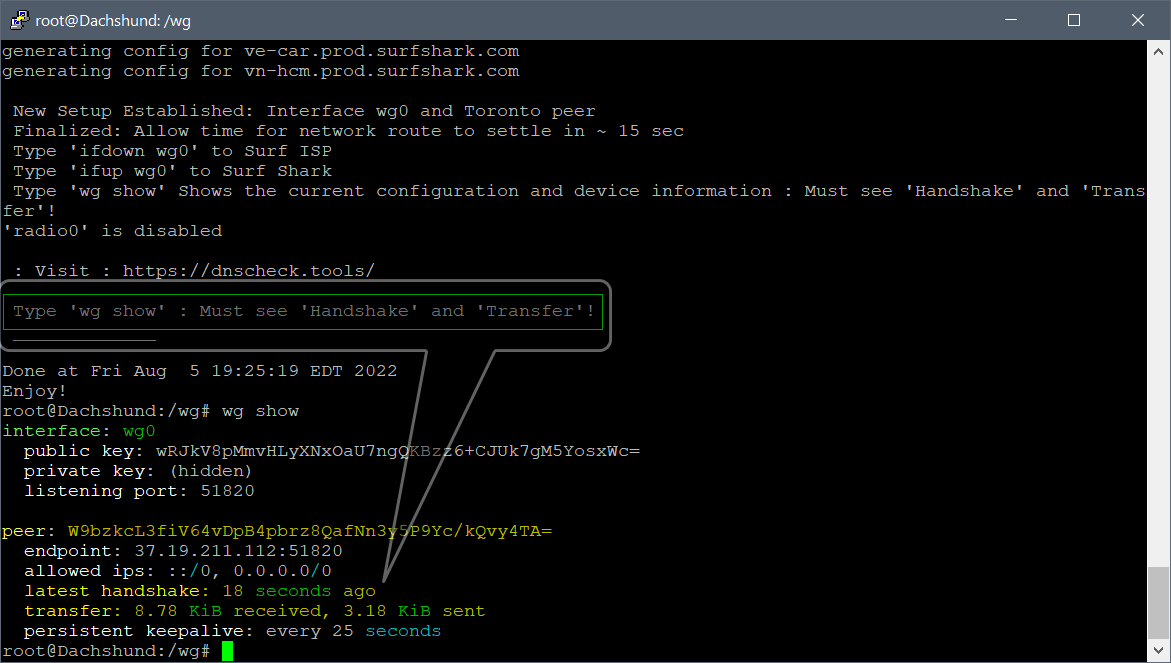 root@Dachshund: /wg
generating config for ve-car.prod.surfshark.com
generating config for vn-hcm.prod.surfshark.com
New Setup Established: Interface wg0 and Toronto peer
Finalized: Allow time for network route to settle in ~ 15 sec
Type 'ifdown wg0' to Surf ISP
Type 'ifup wg0' to Surf Shark
Type 'wg show' Shows the current configuration and device information : Must see 'Handshake' and 'Trans
fer'!
'radio0' is disabled
: Visit : https://dnscheck.tools/
Type 'wg show' : Must see 'Handshake' and 'Transfer'!
_____________
Done at Fri Aug  5 19:25:19 EDT 2022
Enjoy!
root@Dachshund:/wg# wg show
interface: wg0
public key: wRJkV8pMmvHLyXNxOaU7ngQKBzz6+CJUk7gM5YosxWc=
private key: (hidden)
listening port: 51820
peer: W9bzkcL3fiV64vDpB4pbrz8QafNn3y5P9Yc/kQvy4TA=
endpoint: 37.19.211.112:51820
allowed ips: ::/0, 0.0.0.0/0
latest handshake: 18 seconds ago
transfer: 8.78 KiB received, 3.18 KiB sent
persistent keepalive: every 25 seconds
root@Dachshund:/wg#